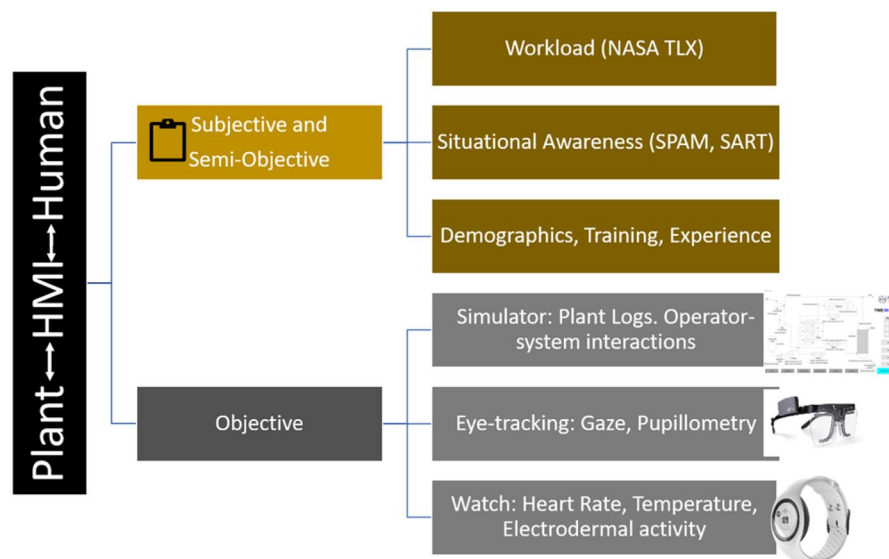 Plant↔HMI↔Human
Subjective and
Semi-Objective
Workload (NASA TLX)
Situational Awareness (SPAM, SART)
Demographics, Training, Experience
Objective
Simulator: Plant Logs. Operator-
system interactions
Eye-tracking: Gaze, Pupillometry
Watch: Heart Rate, Temperature,
Electrodermal activity